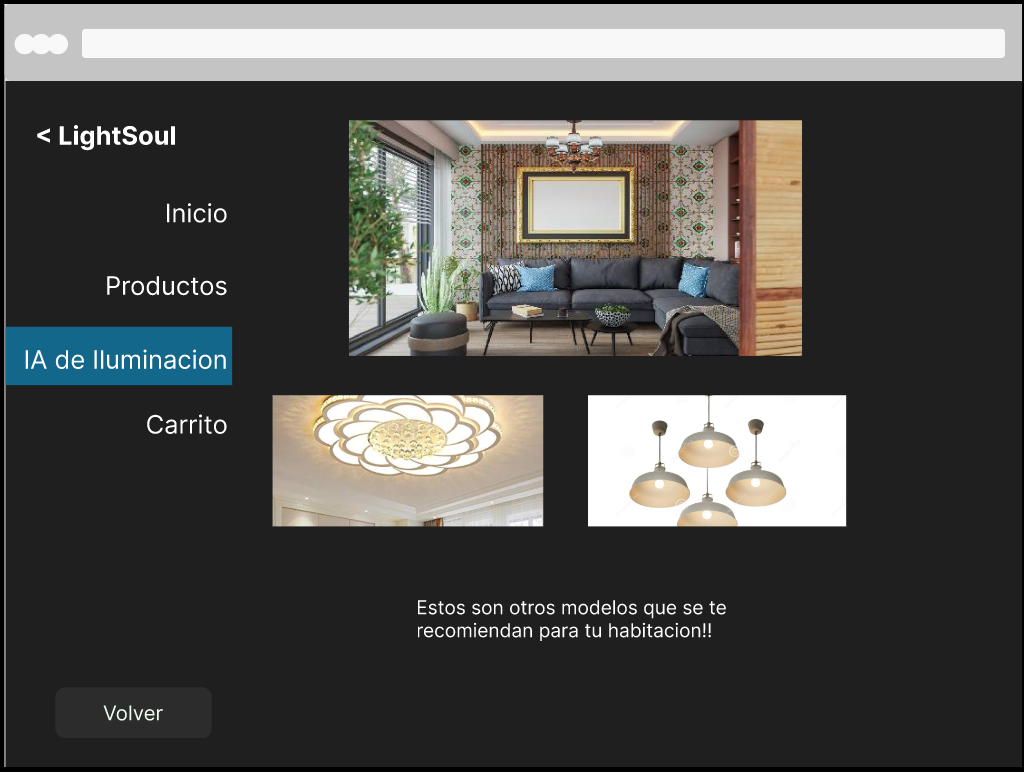 < LightSoul
Inicio
Productos
IA de Iluminacion
Carrito
Estos son otros modelos que se te
recomiendan para tu habitacion!!
Volver